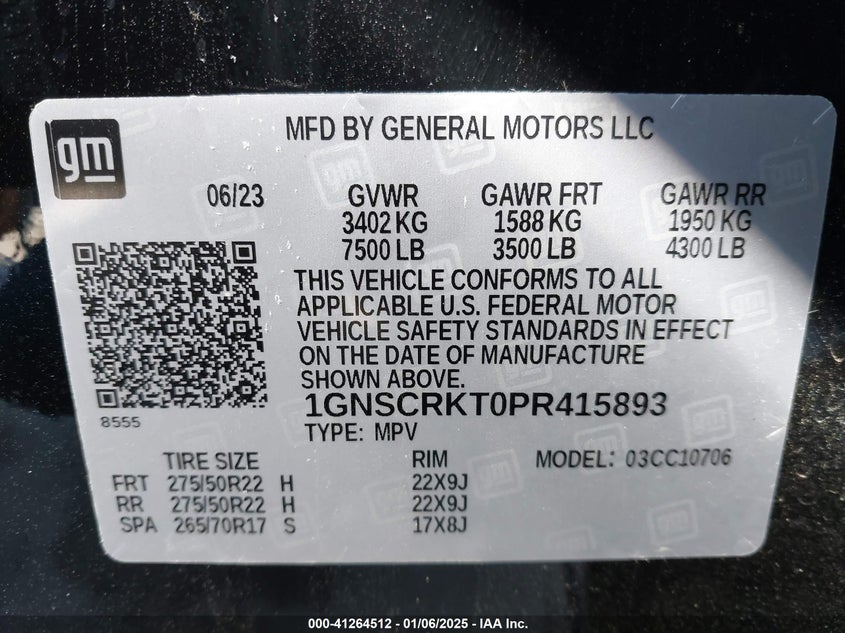 gm
MFD BY GENERAL MOTORS LLC
06/23 GVWR GAWR FRT GAWR RR
3402 KG 1588 KG 1950 KG
7500 LB 3500 LB 4300 LB
THIS VEHICLE CONFORMS TO ALL
APPLICABLE U.S. FEDERAL MOTOR
VEHICLE SAFETY STANDARDS IN EFFECT
ON THE DATE OF MANUFACTURE
SHOWN ABOVE.
8555
1GNSCRKT0PR415893
TYPE: MPV
TIRE SIZE RIM MODEL: 03CC10706
FRT 275/50R22 H 22X9J
RR 275/50R22 H 22X9J
SPA 265/70R17 S 17X8J
000-41264512 - 01/06/2025 - IAA Inc.